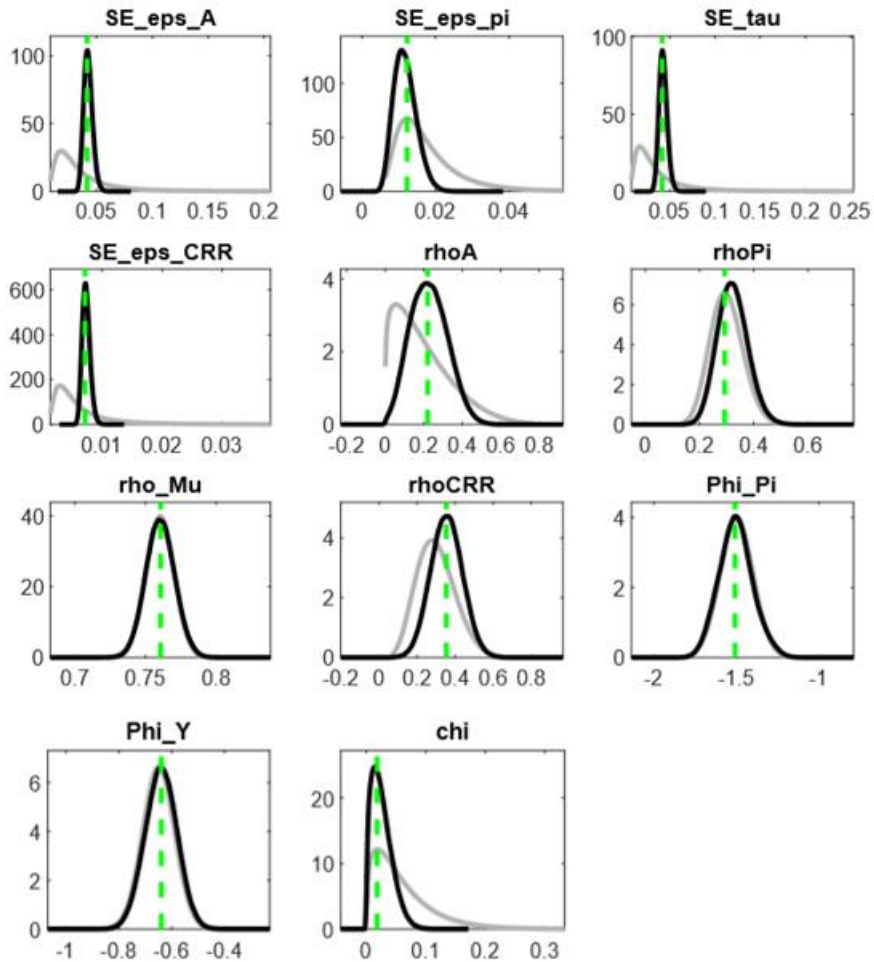 SE_eps_A SE_eps_pi SE_tau
100 100 100
50 50 50
0 0 0
0.05 0.1 0.15 0.2 0 0.02 0.04 0.05 0.1 0.15 0.2 0.25
SE_eps_CRR rhoA rhoPi
600 4 6
400 2 4
200 2
0 0 0
0.01 0.02 0.03 -0.2 0 0.2 0.4 0.6 0.8 0 0.2 0.4 0.6
rho_Mu rhoCRR Phi_Pi
40 4 4
20 2 2
0 0 0
0.7 0.75 0.8 -0.2 0 0.2 0.4 0.6 0.8 -2 -1.5 -1
Phi_Y chi
6 20
4 10
2
0 0
-1 -0.8 -0.6 -0.4 0 0.1 0.2 0.3